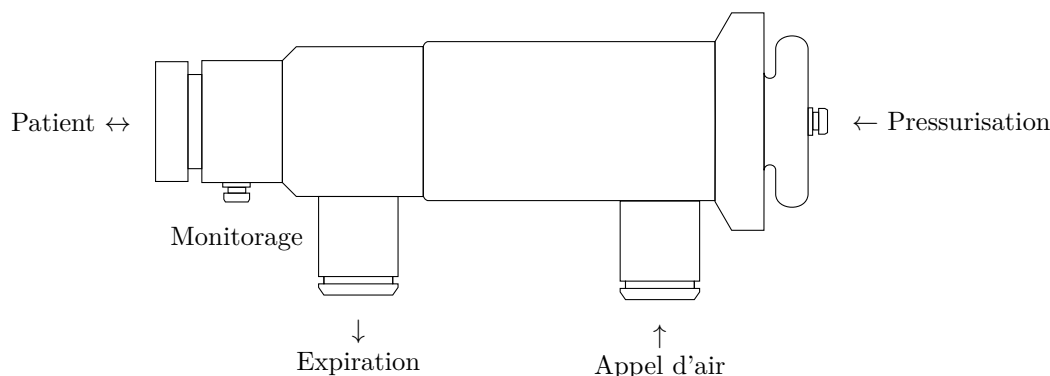 Patient ↔
← Pressurisation
Monitorage
↓
Expiration
↑
Appel d'air